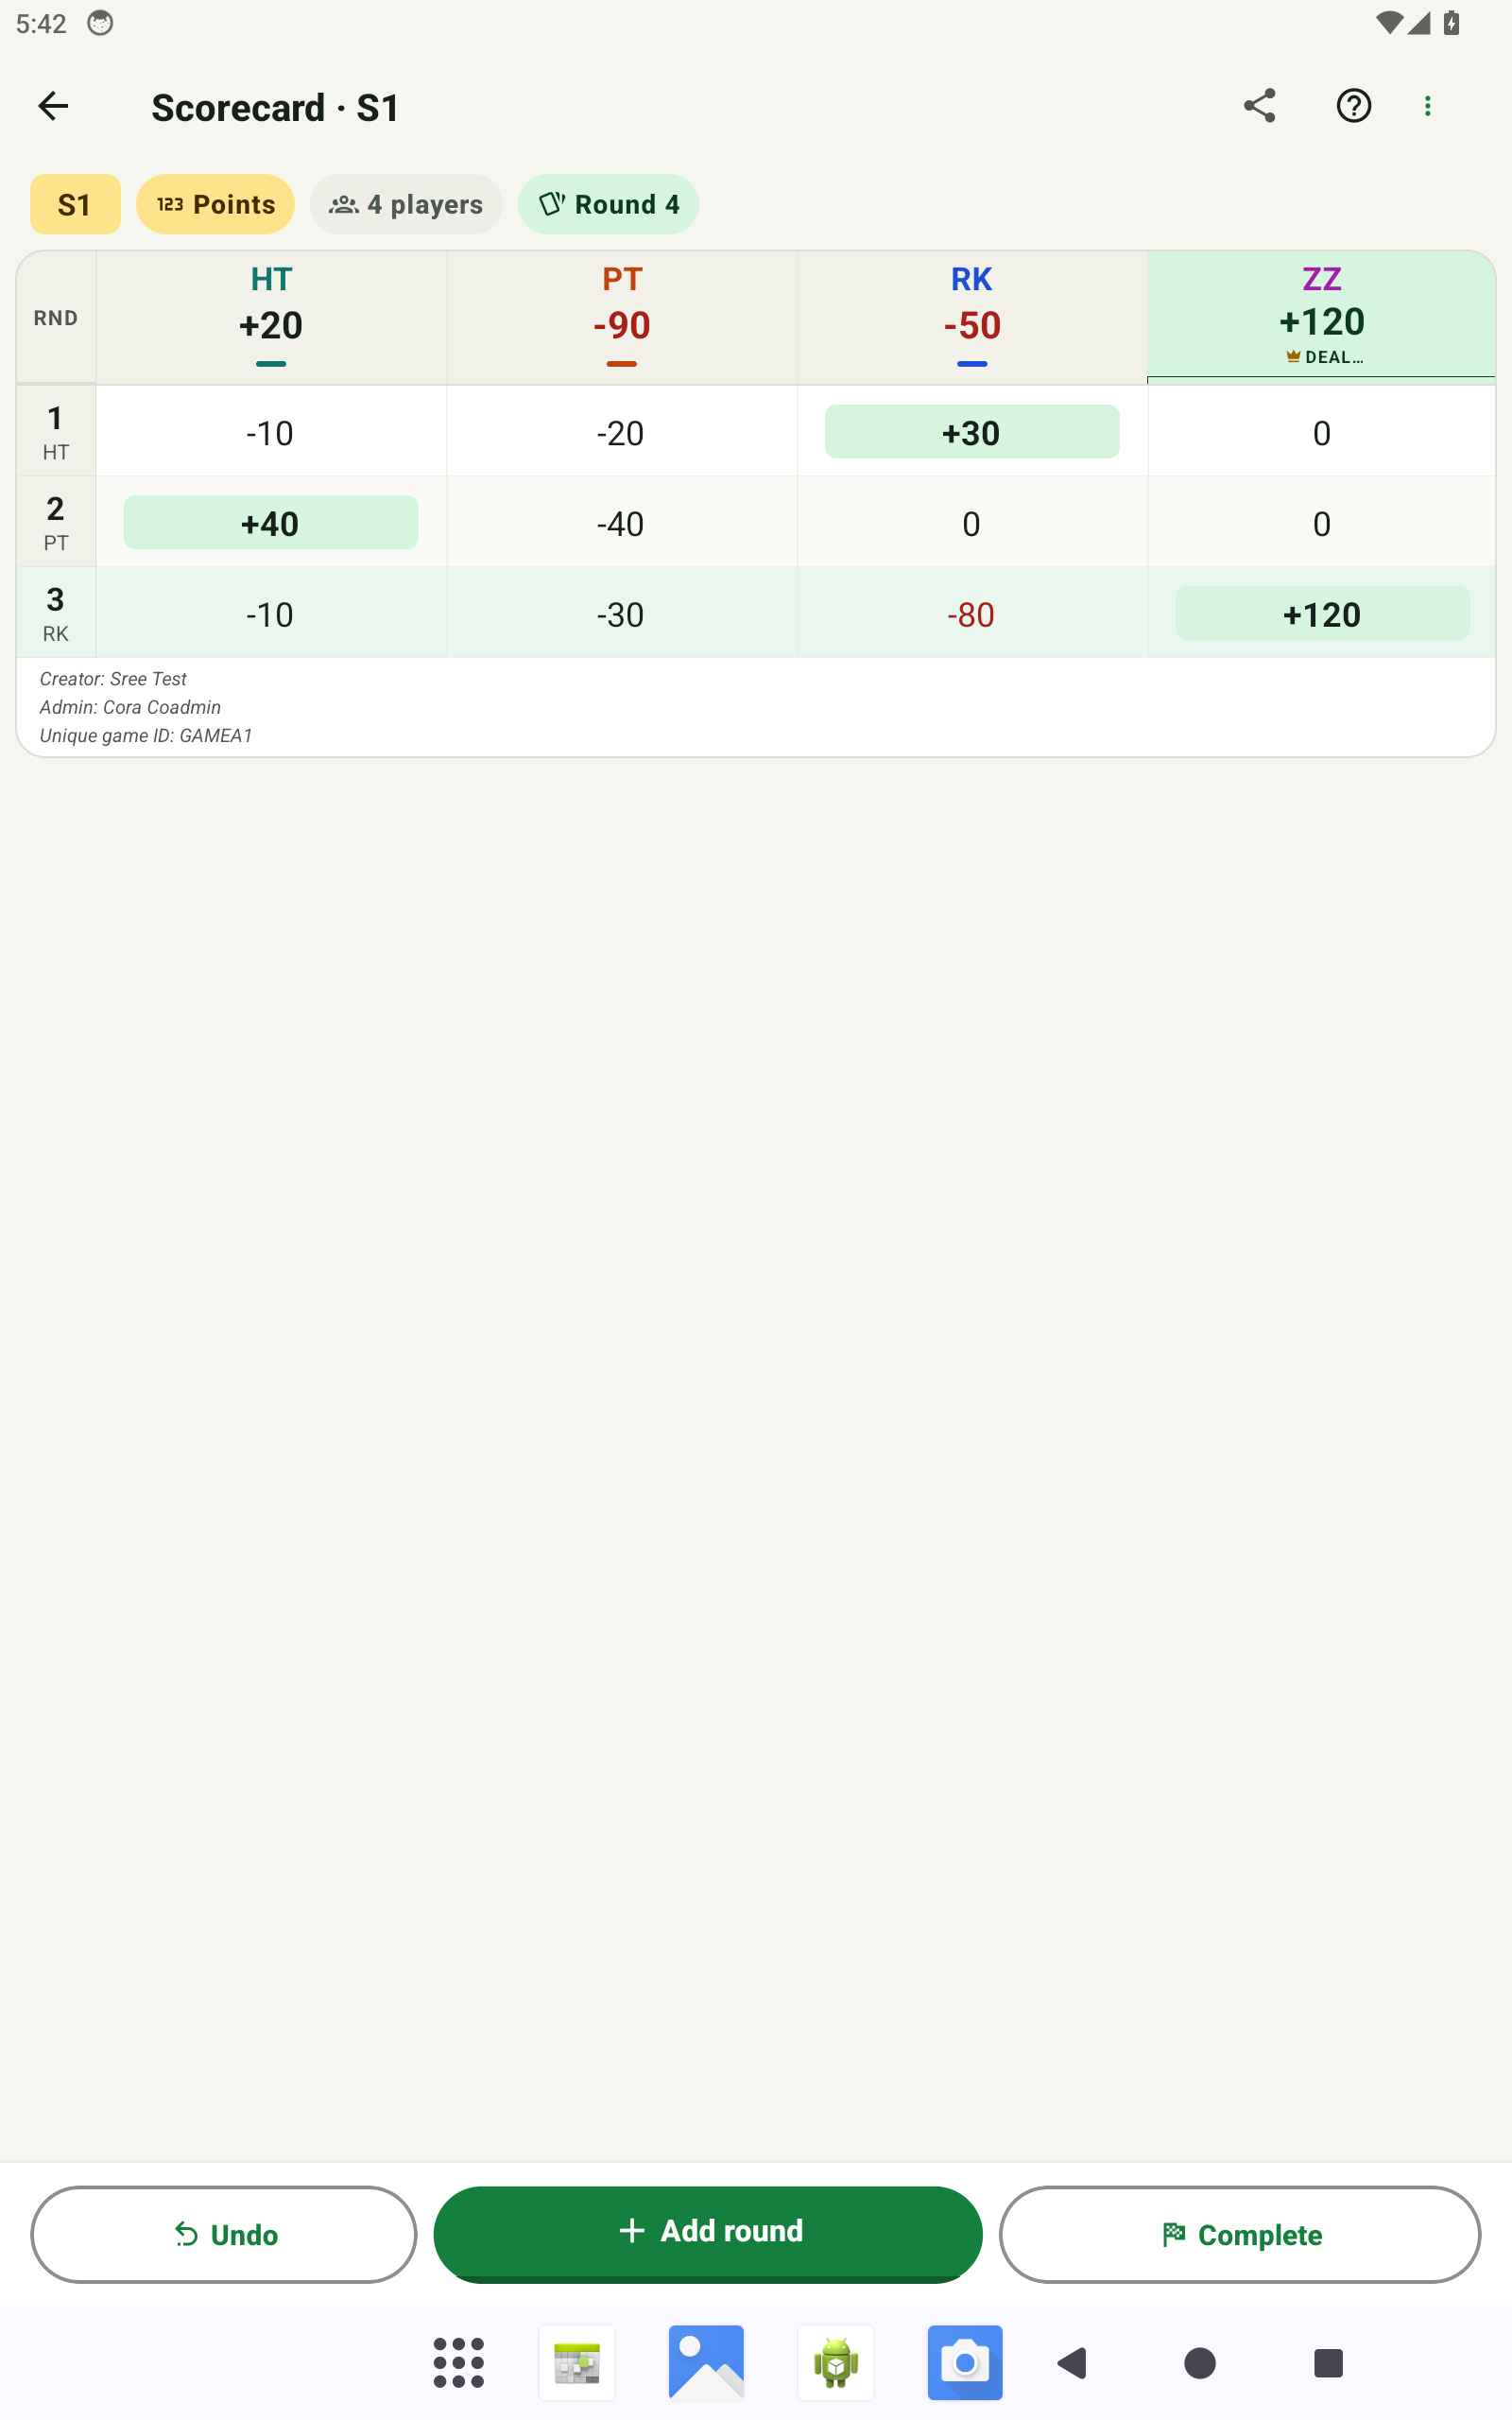 5:42
Scorecard · S1
S1 123 Points 4 players Round 4
RND HT PT RK ZZ
+20 -90 -50 +120
DEAL…
1 -10 -20 +30 0
HT
2 +40 -40 0 0
PT
3 -10 -30 -80 +120
RK
Creator: Sree Test
Admin: Cora Coadmin
Unique game ID: GAMEA1
Undo + Add round Complete